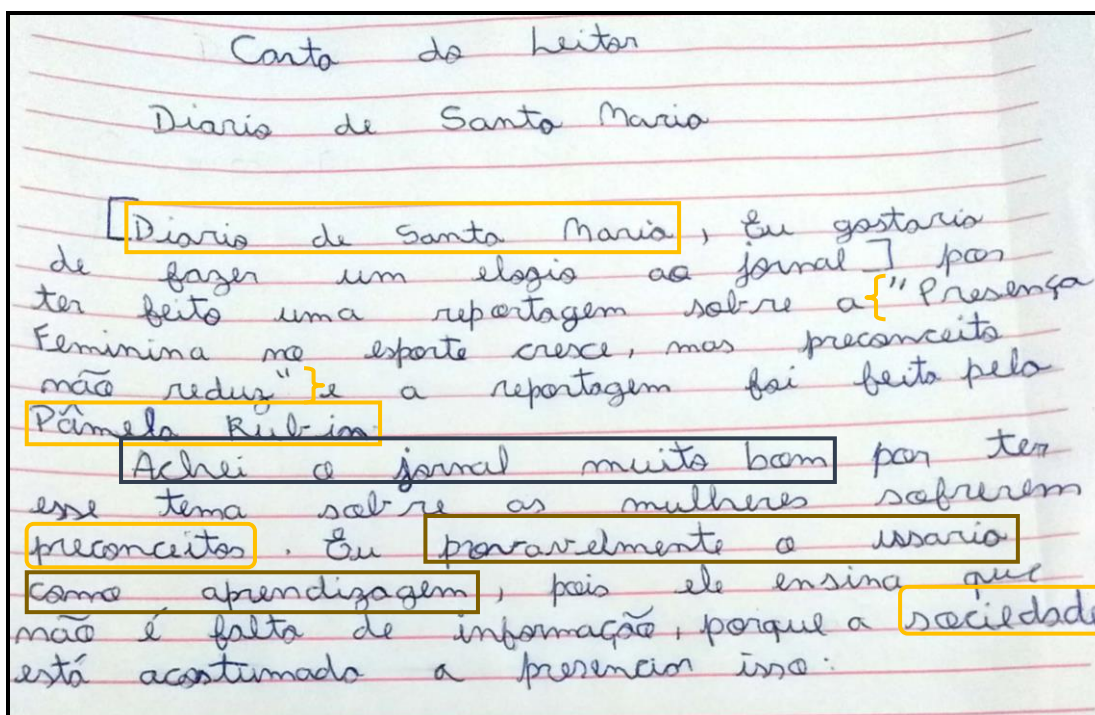 Carta do Leitor
Diario de Santa Maria
[Diario de Santa Maria, Eu gostaria
de fazer um elogio ao jornal] por
ter feito uma reportagem sobre a {"Presença
Feminina no esporte cresce, mas preconceito
não reduz"} e a reportagem foi feita pela
Pâmela Rubin.
Achei o jornal muito bom por ter
esse tema sobre as mulheres sofrerem
preconceitos. Eu provavelmente o ussaria
como aprendizagem, pois ele ensina que
não é falta de informação, porque a sociedade
está acostumada a presenciar isso.